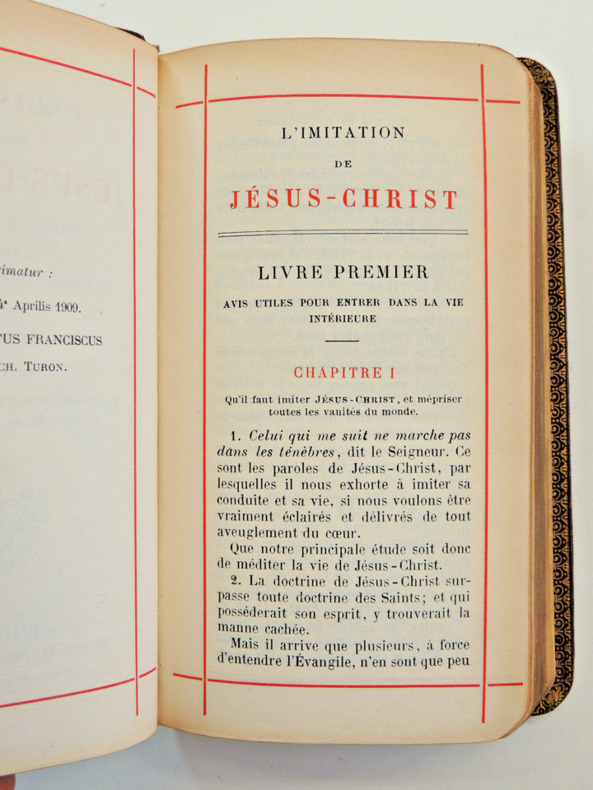 imatur :
Aprilis 1909.
FRANCISCUS
CH. TURON.
L'IMITATION
DE
JÉSUS-CHRIST
LIVRE PREMIER
AVIS UTILES POUR ENTRER DANS LA VIE
INTÉRIEURE
CHAPITRE I
Qu'il faut imiter JÉSUS-CHRIST, et mépriser
toutes les vanités du monde.
1. Celui qui me suit ne marche pas
dans les ténèbres, dit le Seigneur. Ce
sont les paroles de Jésus-Christ, par
lesquelles il nous exhorte à imiter sa
conduite et sa vie, si nous voulons être
vraiment éclairés et délivrés de tout
aveuglement du cœur.
Que notre principale étude soit donc
de méditer la vie de Jésus-Christ.
2. La doctrine de Jésus-Christ sur-
passe toute doctrine des Saints; et qui
posséderait son esprit, y trouverait la
manne cachée.
Mais il arrive que plusieurs, à force
d'entendre l'Évangile, n'en sont que peu